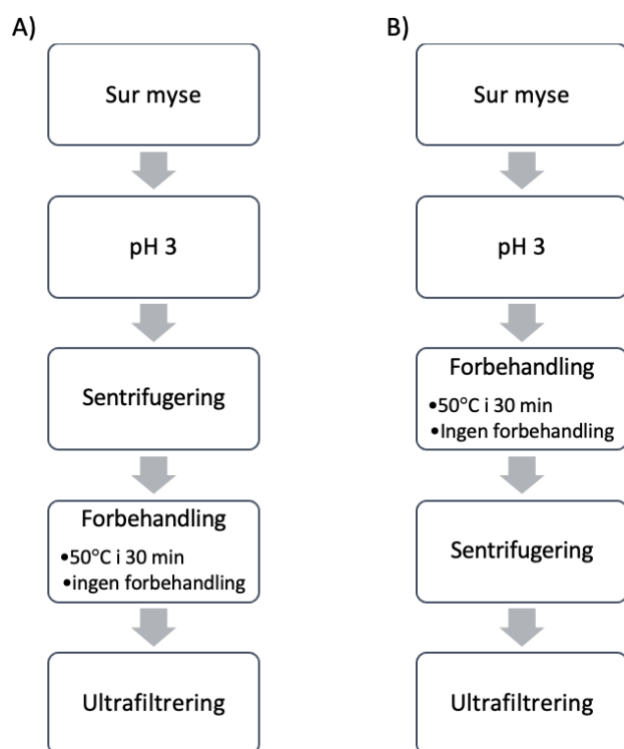 A)
Sur myse
pH 3
Sentrifugering
Forbehandling
•50°C i 30 min
•ingen forbehandling
Ultrafiltrering
B)
Sur myse
pH 3
Forbehandling
•50°C i 30 min
•Ingen forbehandling
Sentrifugering
Ultrafiltrering